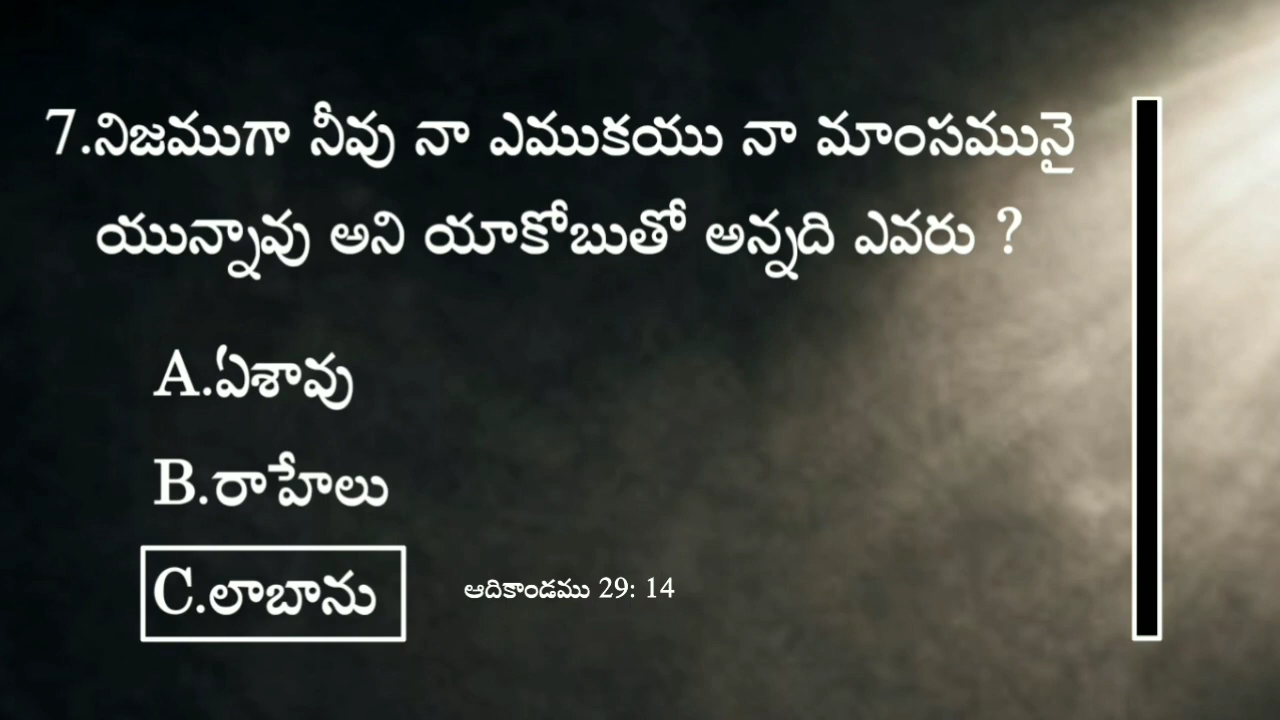 7.నిజముగా నీవు నా ఎముకయు నా మాంసమునై
యున్నావు అని యాకోబుతో అన్నది ఎవరు ?
A.ఏశావు
B.రాహేలు
C.లాబాను
ఆదికాండము 29: 14